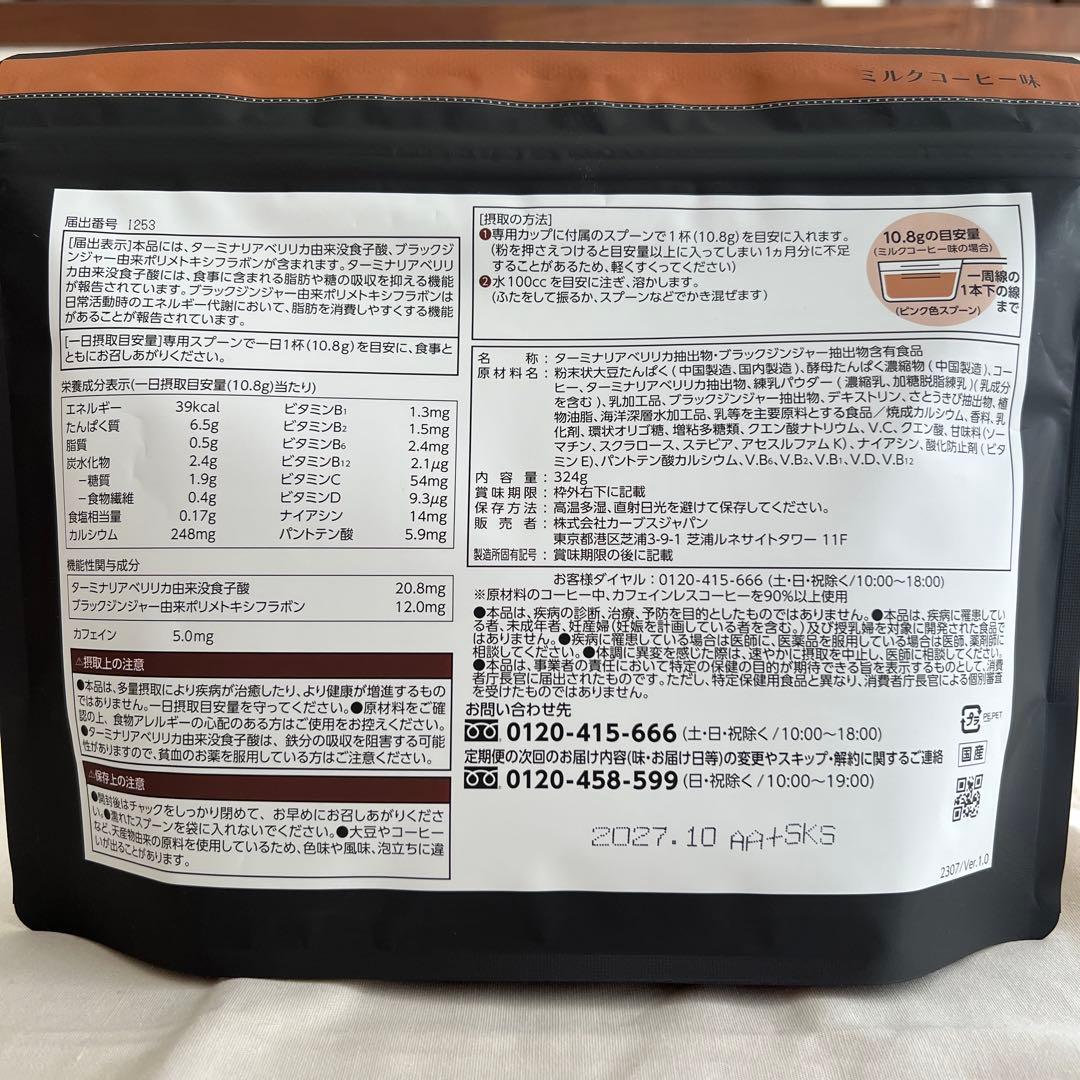 ミルクコーヒー味
届出番号 I253
[届出表示]本品には、ターミナリアベリリカ由来没食子酸、ブラックジ
ンジャー由来ポリメトキシフラボンが含まれます。ターミナリアベリリ
カ由来没食子酸には、食事に含まれる脂肪や糖の吸収を抑える機能
が報告されています。ブラックジンジャー由来ポリメトキシフラボンは
日常活動時のエネルギー代謝において、脂肪を消費しやすくする機能
があることが報告されています。
[一日摂取目安量]専用スプーンで一日1杯(10.8g)を目安に、食事と
ともにお召しあがりください。
栄養成分表示(一日摂取目安量(10.8g)当たり)
エネルギー 39kcal ビタミンB1 1.3mg
たんぱく質 6.5g ビタミンB2 1.5mg
脂質 0.5g ビタミンB6 2.4mg
炭水化物 2.4g ビタミンB12 2.1μg
−糖質 1.9g ビタミンC 54mg
−食物繊維 0.4g ビタミンD 9.3μg
食塩相当量 0.17g ナイアシン 14mg
カルシウム 248mg パントテン酸 5.9mg
機能性関与成分
ターミナリアベリリカ由来没食子酸 20.8mg
ブラックジンジャー由来ポリメトキシフラボン 12.0mg
カフェイン 5.0mg
⚠摂取上の注意
●本品は、多量摂取により疾病が治癒したり、より健康が増進するもの
ではありません。一日摂取目安量を守ってください。●原材料をご確
認の上、食物アレルギーの心配のある方はご使用をお控えください。
●ターミナリアベリリカ由来没食子酸は、鉄分の吸収を阻害する可能
性がありますので、貧血のお薬を服用している方はご注意ください。
⚠保存上の注意
●開封後はチャックをしっかり閉めて、お早めにお召しあがりくださ
い。●濡れたスプーンを袋に入れないでください。●大豆やコーヒー
など、天産物由来の原料を使用しているため、色味や風味、泡立ちに違
いが出ることがあります。
[摂取の方法]
❶専用カップに付属のスプーンで1杯(10.8g)を目安に入れます。
(粉を押さえつけると目安量以上に入ってしまい1ヵ月分に不足
することがあるため、軽くすくってください)
❷水100ccを目安に注ぎ、溶かします。
(ふたをして振るか、スプーンなどでかき混ぜます)
10.8gの目安量
(ミルクコーヒー味の場合)
一周線の
1本下の線
まで
(ピンク色スプーン)
名称:ターミナリアベリリカ抽出物・ブラックジンジャー抽出物含有食品
原材料名:粉末状大豆たんぱく(中国製造、国内製造)、酵母たんぱく濃縮物(中国製造)、コー
ヒー、ターミナリアベリリカ抽出物、練乳パウダー(濃縮乳、加糖脱脂練乳)(乳成分
を含む)、乳加工品、ブラックジンジャー抽出物、デキストリン、さとうきび抽出物、植
物油脂、海洋深層水加工品、乳等を主要原料とする食品/焼成カルシウム、香料、乳
化剤、環状オリゴ糖、増粘多糖類、クエン酸ナトリウム、V.C、クエン酸、甘味料(ソー
マチン、スクラロース、ステビア、アセスルファムK)、ナイアシン、酸化防止剤(ビタ
ミンE)、パントテン酸カルシウム、V.B6、V.B2、V.B1、V.D、V.B12
内容量:324g
賞味期限:枠外右下に記載
保存方法:高温多湿、直射日光を避けて保存してください。
販売者:株式会社カーブスジャパン
東京都港区芝浦3-9-1 芝浦ルネサイトタワー 11F
製造所固有記号:賞味期限の後に記載
お客様ダイヤル:0120-415-666 (土・日・祝除く/10:00〜18:00)
※原材料のコーヒー中、カフェインレスコーヒーを90%以上使用
●本品は、疾病の診断、治療、予防を目的としたものではありません。●本品は、疾病に罹患してい
る者、未成年者、妊産婦(妊娠を計画している者を含む。)及び授乳婦を対象に開発された食品で
はありません。●疾病に罹患している場合は医師に、医薬品を服用している場合は医師、薬剤師に
相談してください。●体調に異変を感じた際は、速やかに摂取を中止し、医師に相談してください。
●本品は、事業者の責任において特定の保健の目的が期待できる旨を表示するものとして、消費
者庁長官に届出されたものです。ただし、特定保健用食品と異なり、消費者庁長官による個別審査
を受けたものではありません。
お問い合わせ先
0120-415-666 (土・日・祝除く/10:00〜18:00)
定期便の次回のお届け内容(味・お届け日等)の変更やスキップ・解約に関するご連絡
0120-458-599 (日・祝除く/10:00〜19:00)
プラ PE,PET
国産
2027.10 AA+SKS
2307/Ver.1.0